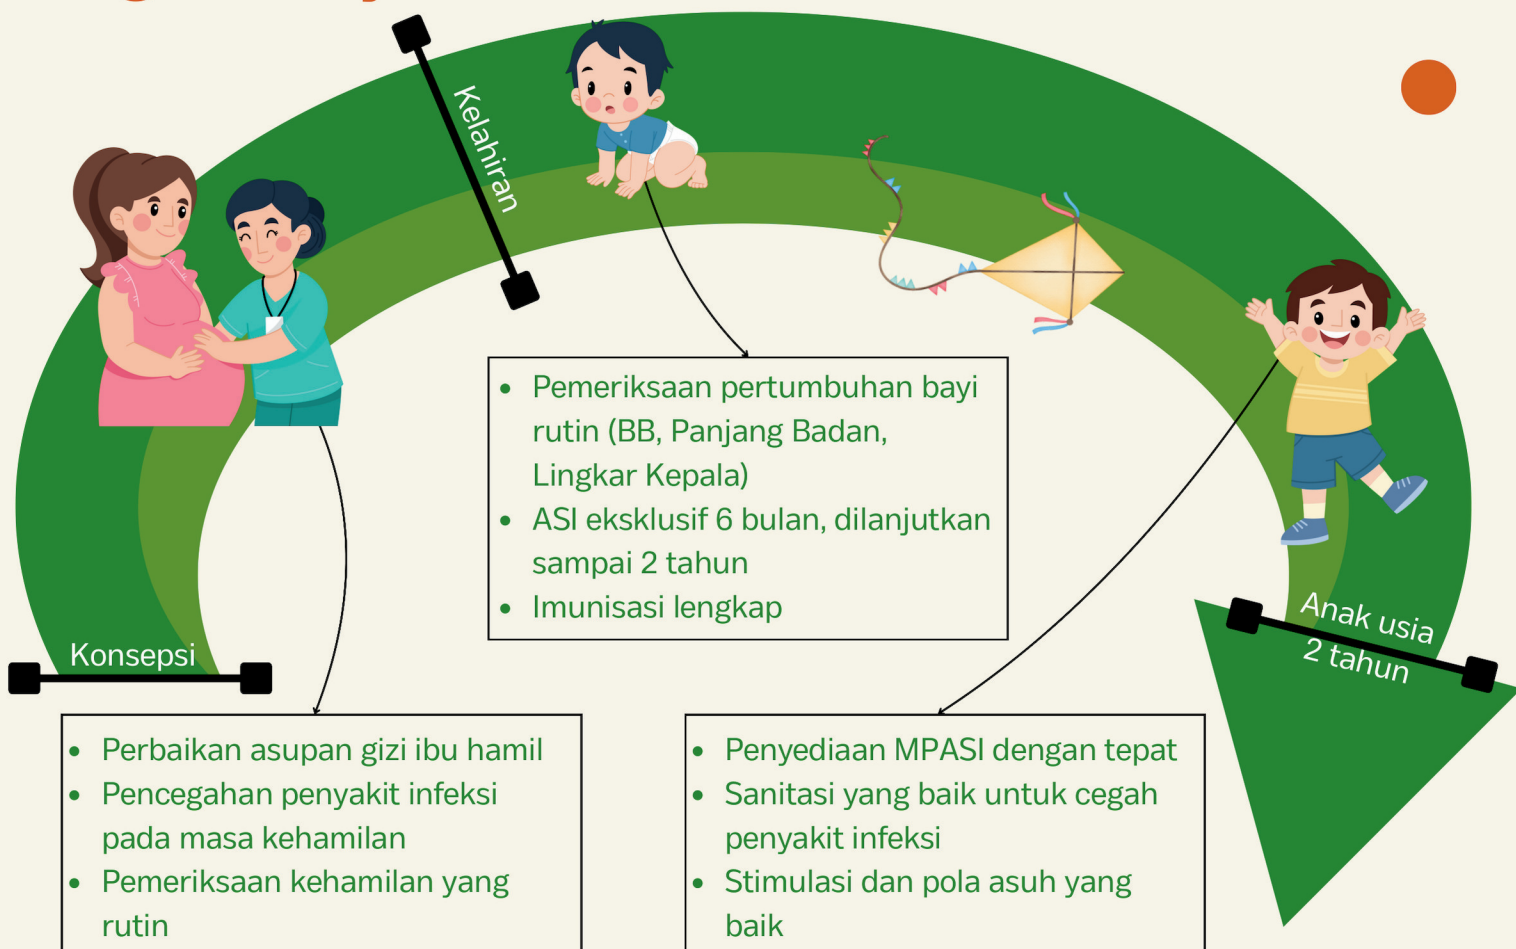 Kelahiran
Konsepsi
Anak usia
2 tahun
• Pemeriksaan pertumbuhan bayi
rutin (BB, Panjang Badan,
Lingkar Kepala)
• ASI eksklusif 6 bulan, dilanjutkan
sampai 2 tahun
• Imunisasi lengkap
• Perbaikan asupan gizi ibu hamil
• Pencegahan penyakit infeksi
pada masa kehamilan
• Pemeriksaan kehamilan yang
rutin
• Penyediaan MPASI dengan tepat
• Sanitasi yang baik untuk cegah
penyakit infeksi
• Stimulasi dan pola asuh yang
baik